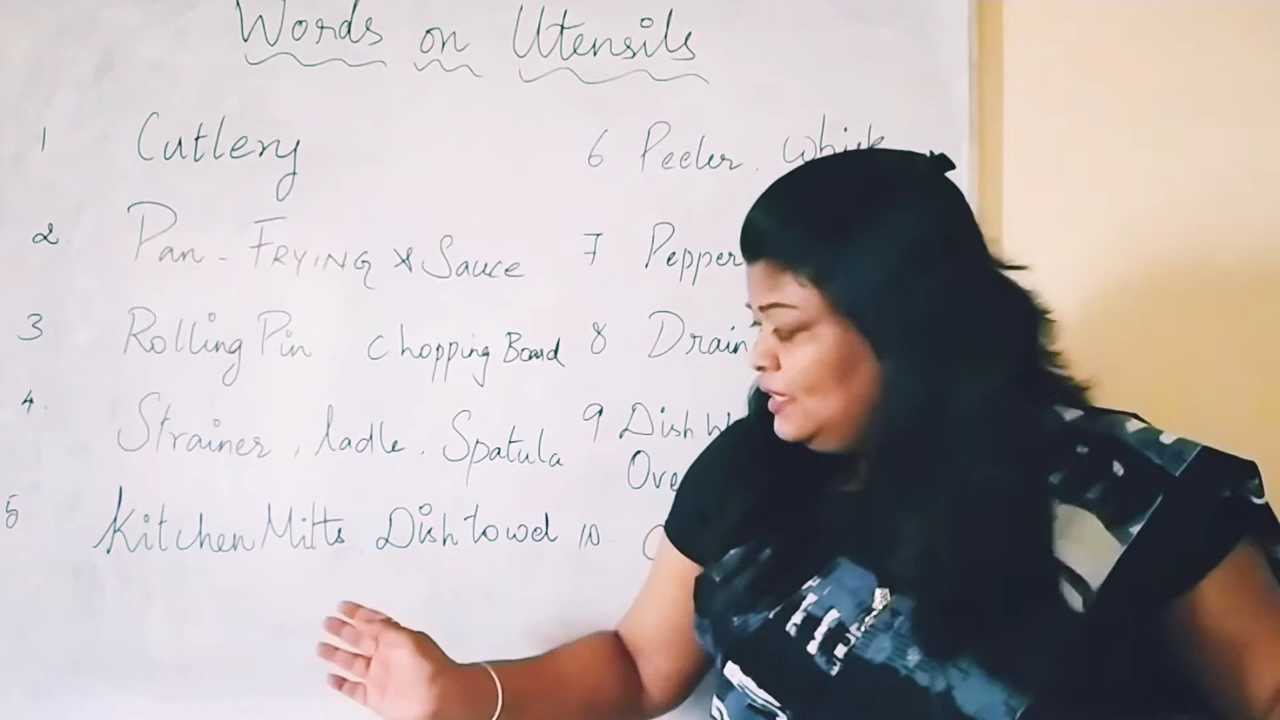 Words on Utensils
1 Cutlery
2 Pan - FRYING & Sauce
3 Rolling Pin chopping Board
4. Strainer, ladle. Spatula
5 Kitchen Mitts Dish towel
6 Peeler. Whisk
7 Pepper
8 Drain
9 Dish
10